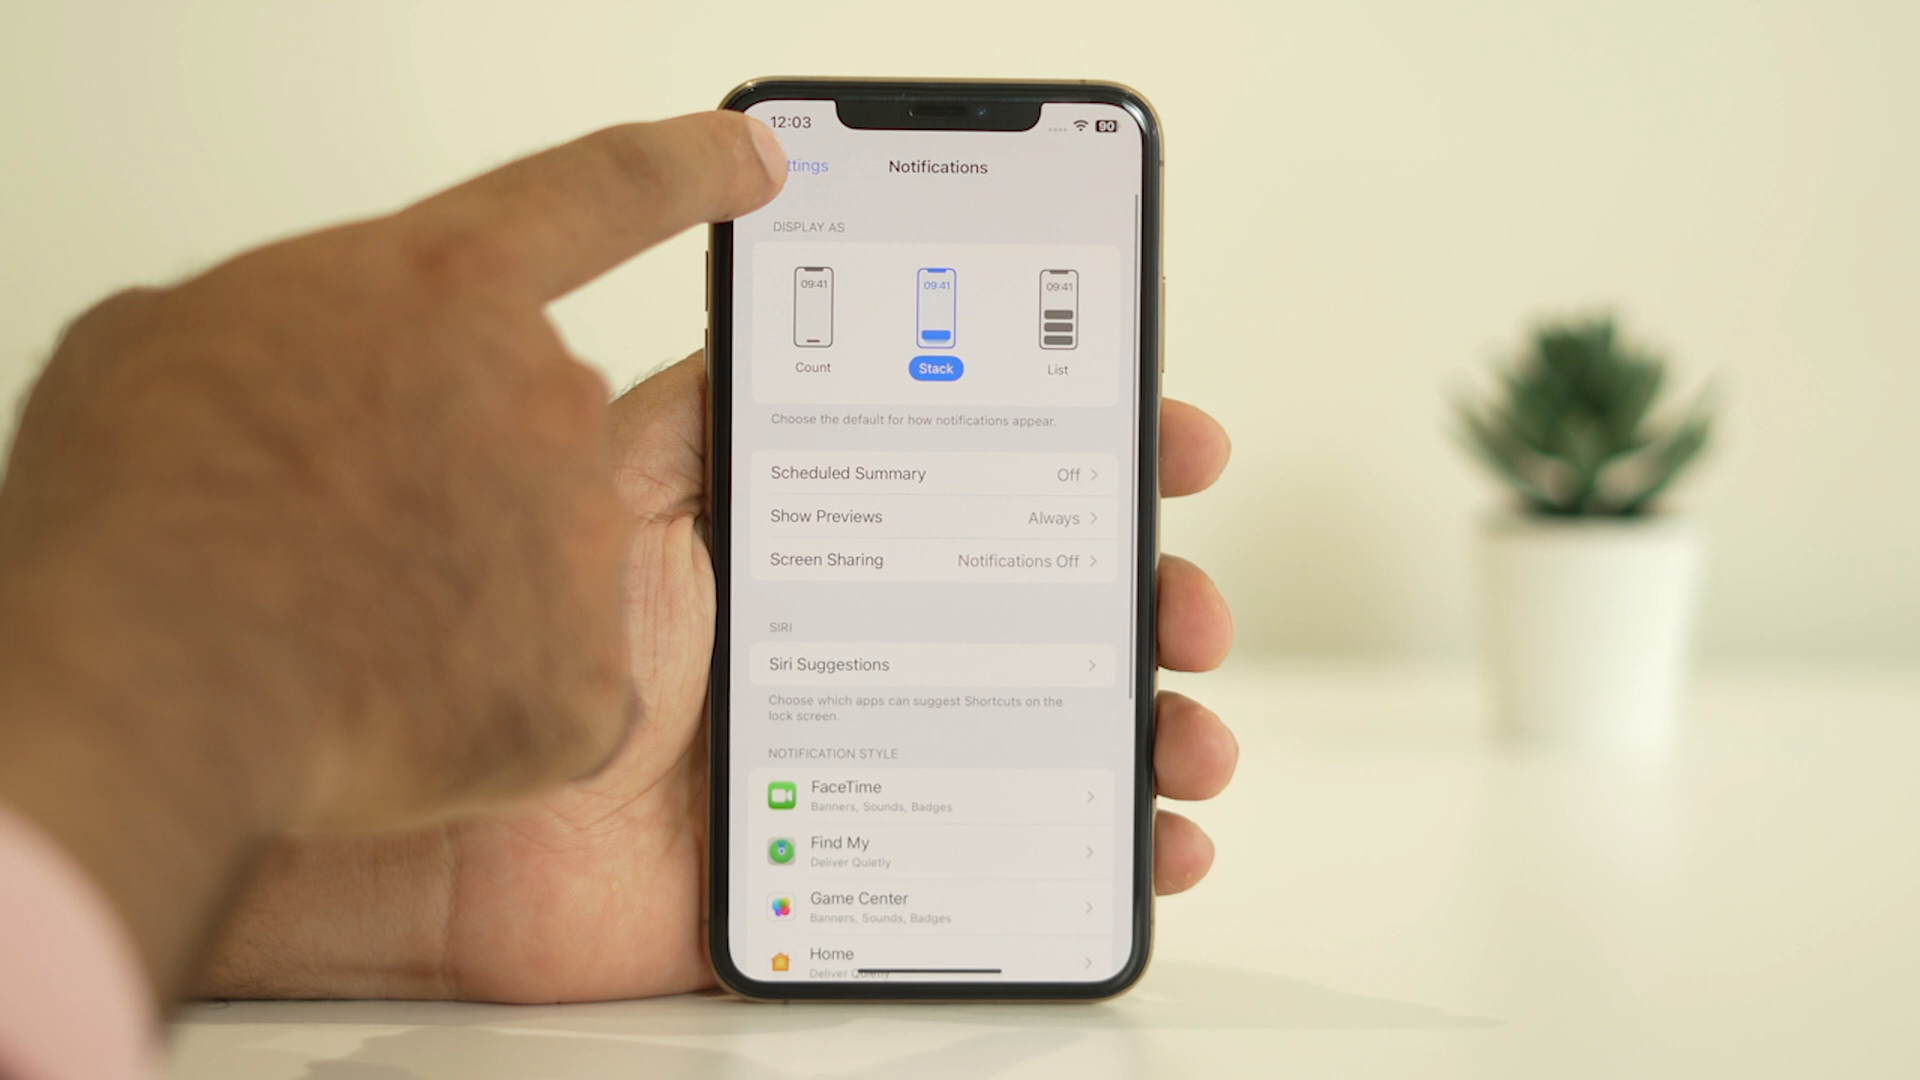 12:03
90
ttings
Notifications
DISPLAY AS
09:41
09:41
09:41
Count
Stack
List
Choose the default for how notifications appear.
Scheduled Summary Off
Show Previews Always
Screen Sharing Notifications Off
SIRI
Siri Suggestions
Choose which apps can suggest Shortcuts on the
lock screen.
NOTIFICATION STYLE
FaceTime
Banners, Sounds, Badges
Find My
Deliver Quietly
Game Center
Banners, Sounds, Badges
Home
Deliver Quietly